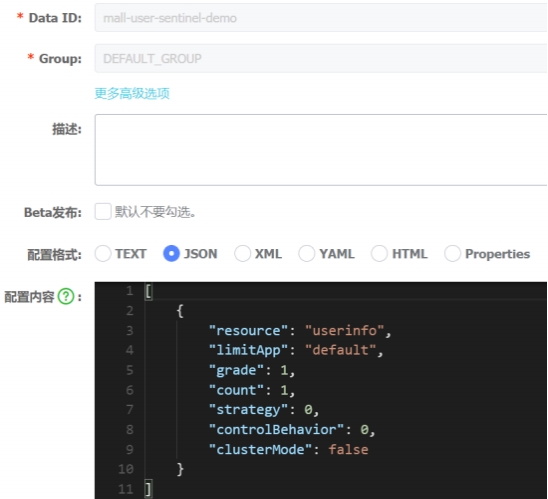 * Data ID: mall-user-sentinel-demo
* Group: DEFAULT_GROUP
更多高级选项
描述:
Beta发布: 默认不要勾选。
配置格式: TEXT JSON XML YAML HTML Properties
配置内容 ? :
1 [
2 {
3 "resource": "userinfo",
4 "limitApp": "default",
5 "grade": 1,
6 "count": 1,
7 "strategy": 0,
8 "controlBehavior": 0,
9 "clusterMode": false
10 }
11 ]